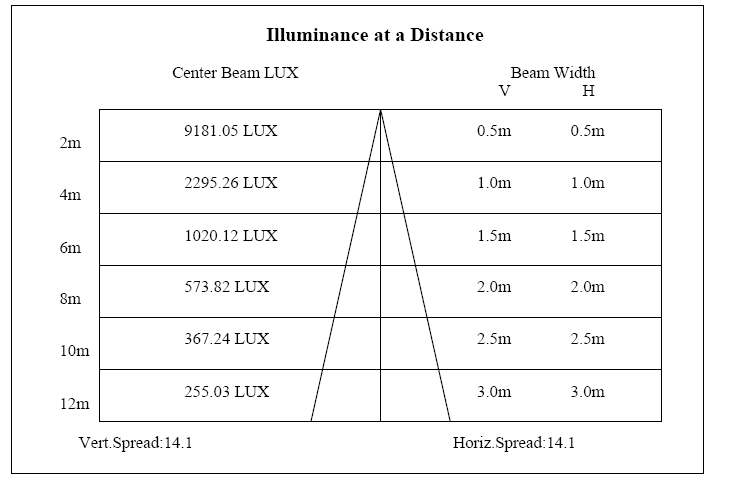 Illuminance at a Distance
Center Beam LUX Beam Width
V H
2m 9181.05 LUX 0.5m 0.5m
4m 2295.26 LUX 1.0m 1.0m
6m 1020.12 LUX 1.5m 1.5m
8m 573.82 LUX 2.0m 2.0m
10m 367.24 LUX 2.5m 2.5m
12m 255.03 LUX 3.0m 3.0m
Vert.Spread:14.1 Horiz.Spread:14.1